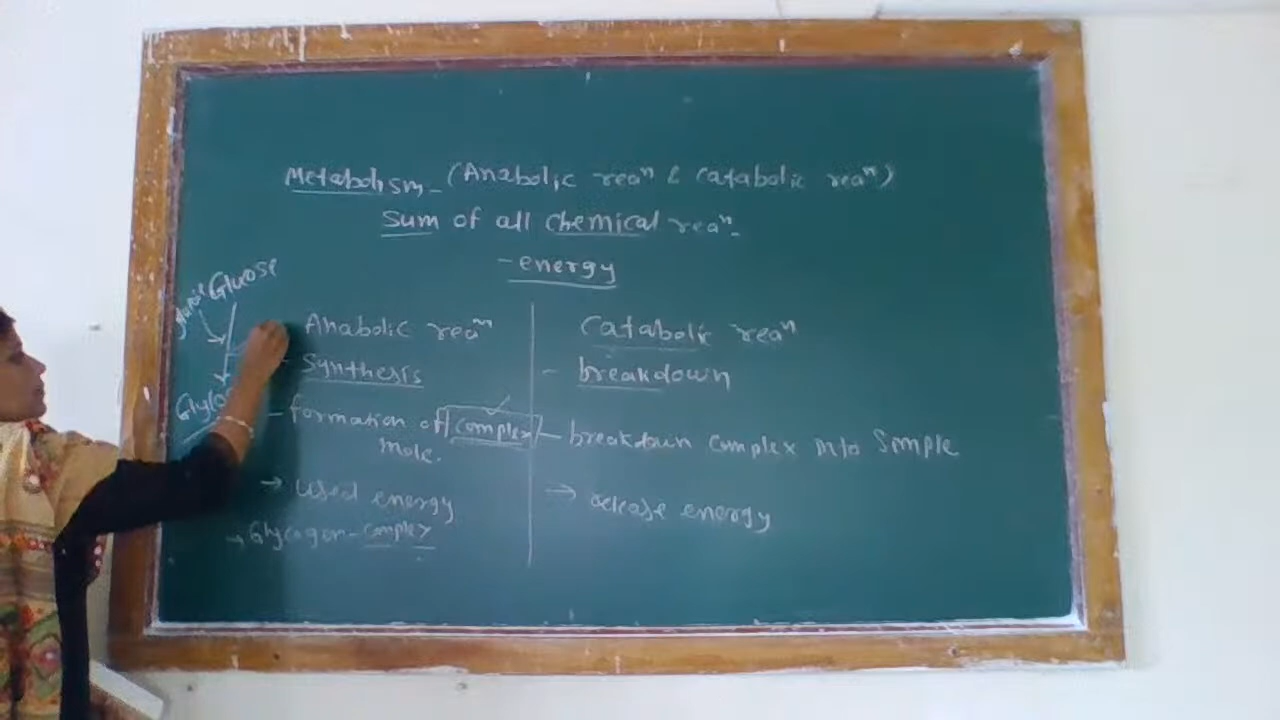 Metabolism - (Anabolic reaⁿ & Catabolic reaⁿ)
Sum of all chemical reaⁿ-
- energy
Glucose
Anabolic reaⁿ
Synthesis
- formation of complex
mole.
→ used energy
→ Glycogen - complex
Catabolic reaⁿ
- breakdown
- breakdown complex into Simple
→ release energy